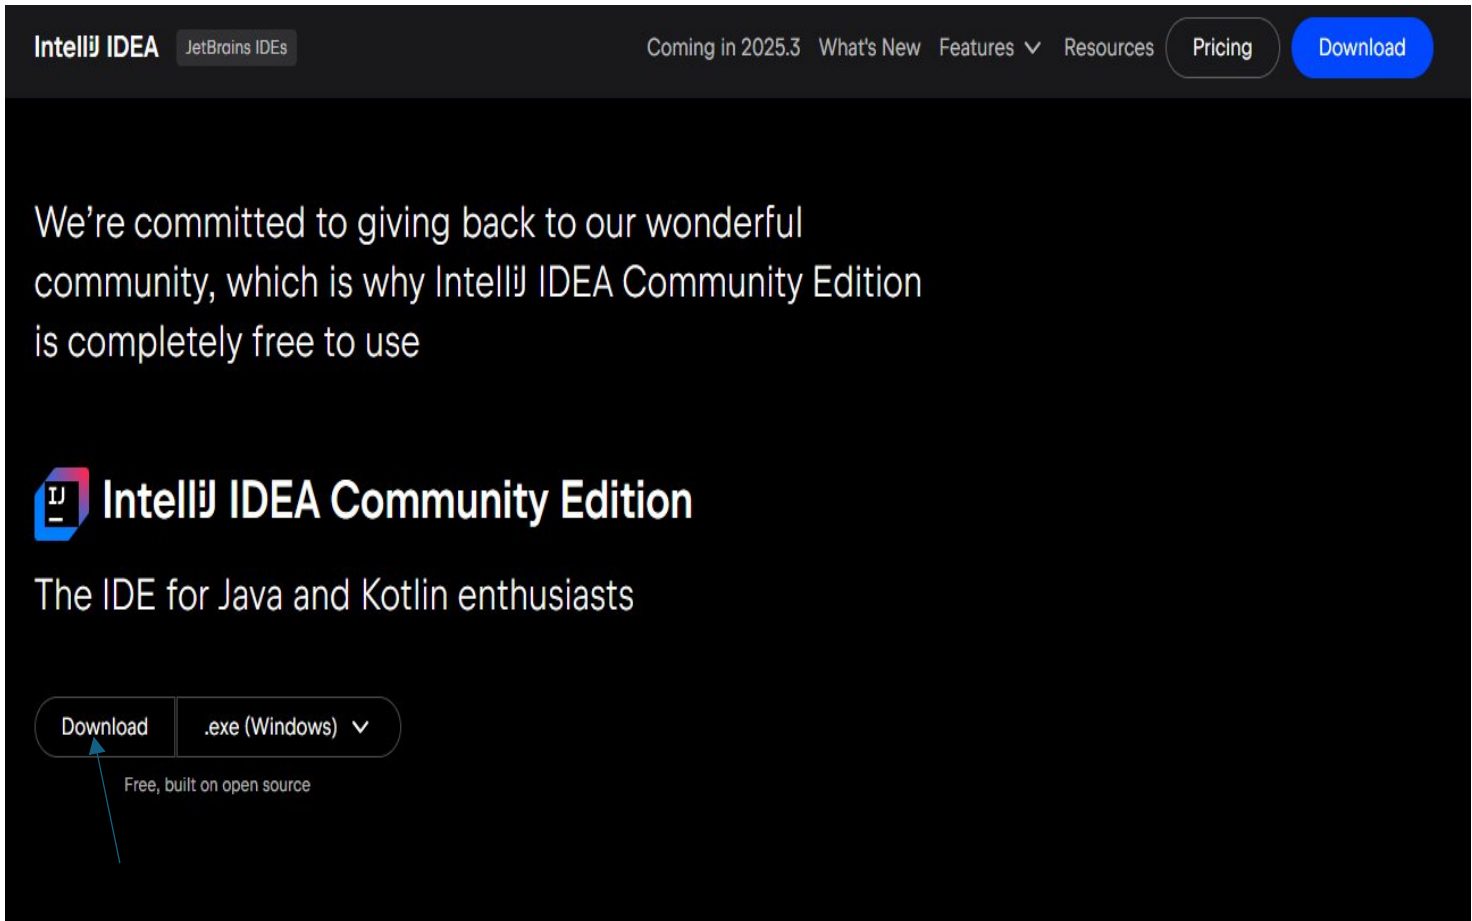 IntelliJ IDEA JetBrains IDEs Coming in 2025.3 What's New Features Resources Pricing Download
We're committed to giving back to our wonderful
community, which is why IntelliJ IDEA Community Edition
is completely free to use
IJ IntelliJ IDEA Community Edition
The IDE for Java and Kotlin enthusiasts
Download .exe (Windows)
Free, built on open source